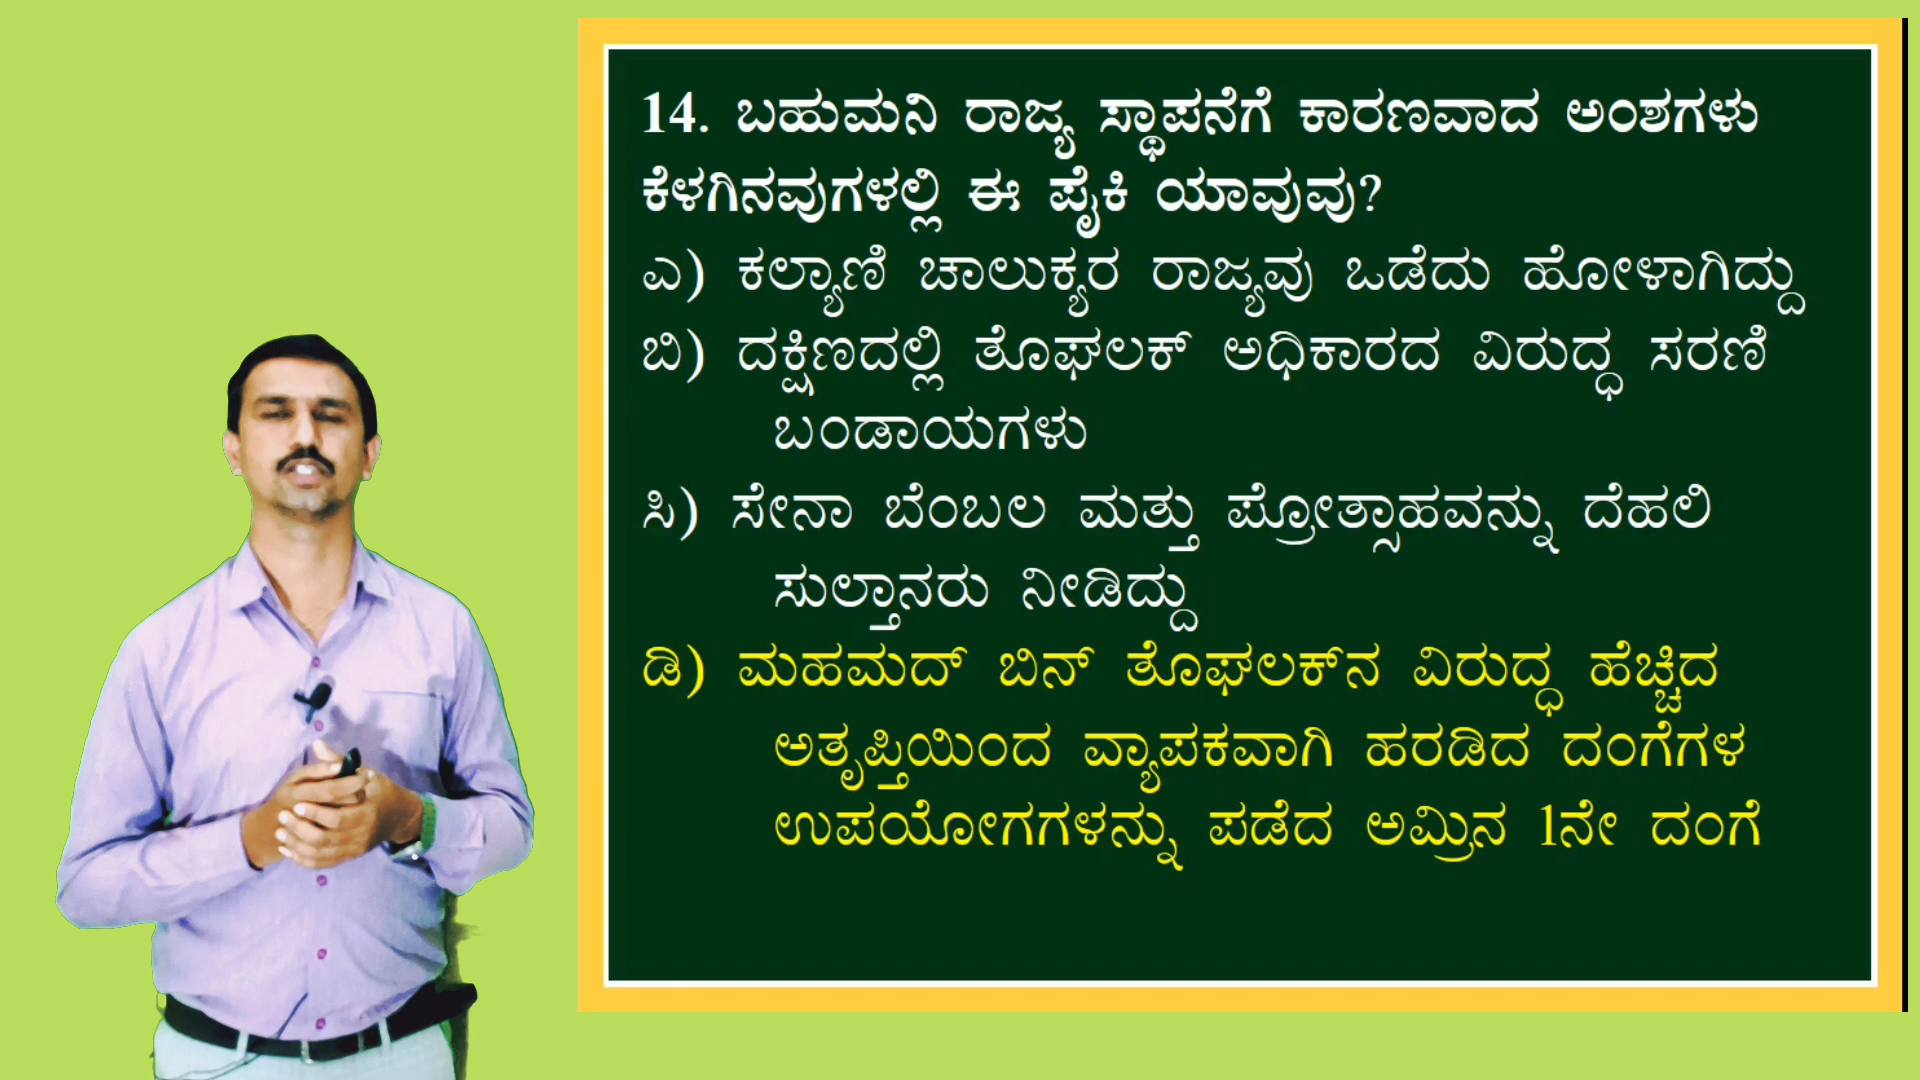 14. ಬಹುಮನಿ ರಾಜ್ಯ ಸ್ಥಾಪನೆಗೆ ಕಾರಣವಾದ ಅಂಶಗಳು
ಕೆಳಗಿನವುಗಳಲ್ಲಿ ಈ ಪೈಕಿ ಯಾವುವು?
ಎ) ಕಲ್ಯಾಣಿ ಚಾಲುಕ್ಯರ ರಾಜ್ಯವು ಒಡೆದು ಹೋಳಾಗಿದ್ದು
ಬಿ) ದಕ್ಷಿಣದಲ್ಲಿ ತೊಘಲಕ್ ಅಧಿಕಾರದ ವಿರುದ್ಧ ಸರಣಿ
ಬಂಡಾಯಗಳು
ಸಿ) ಸೇನಾ ಬೆಂಬಲ ಮತ್ತು ಪ್ರೋತ್ಸಾಹವನ್ನು ದೆಹಲಿ
ಸುಲ್ತಾನರು ನೀಡಿದ್ದು
ಡಿ) ಮಹಮದ್ ಬಿನ್ ತೊಘಲಕ್‌ನ ವಿರುದ್ಧ ಹೆಚ್ಚಿದ
ಅತೃಪ್ತಿಯಿಂದ ವ್ಯಾಪಕವಾಗಿ ಹರಡಿದ ದಂಗೆಗಳ
ಉಪಯೋಗಗಳನ್ನು ಪಡೆದ ಅಮ್ರಿನ 1ನೇ ದಂಗೆ